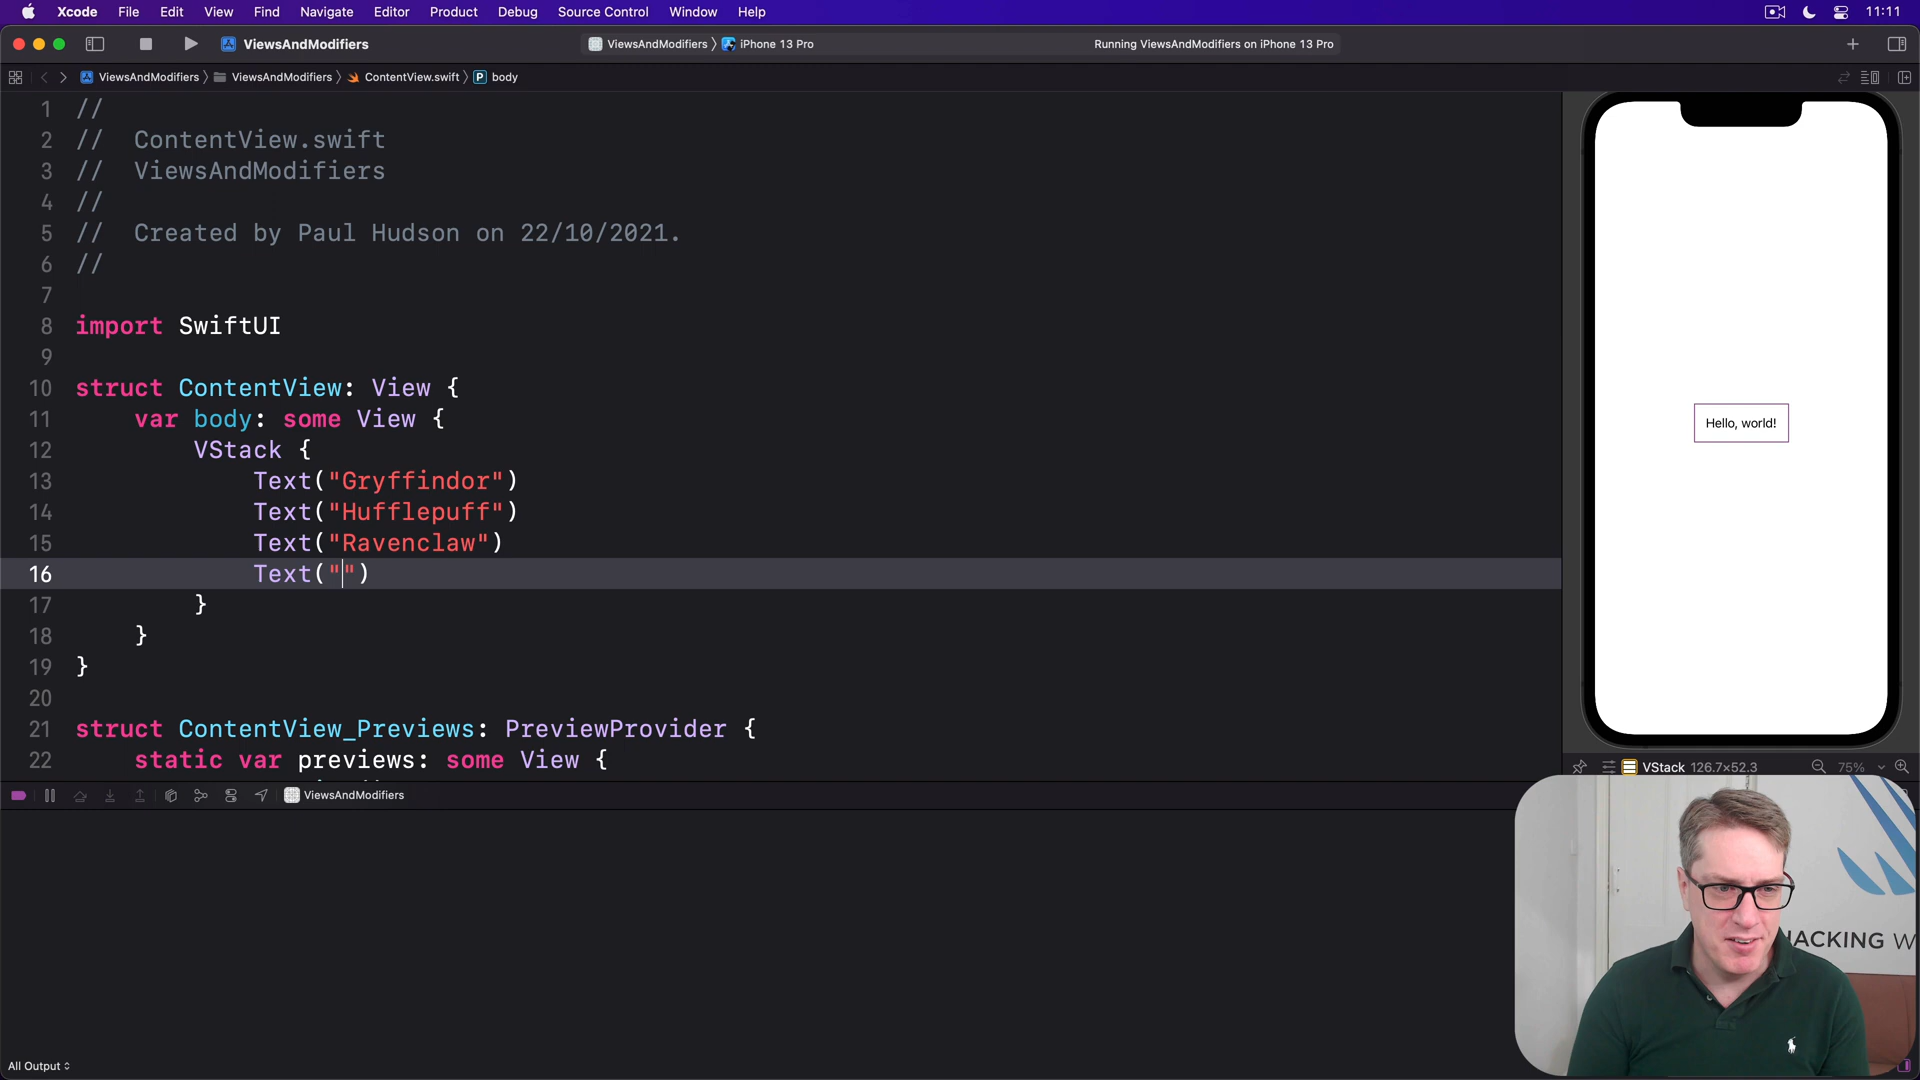 Xcode File Edit View Find Navigate Editor Product Debug Source Control Window Help 11:11
ViewsAndModifiers ViewsAndModifiers iPhone 13 Pro Running ViewsAndModifiers on iPhone 13 Pro
ViewsAndModifiers ViewsAndModifiers ContentView.swift P body
1 //
2 // ContentView.swift
3 // ViewsAndModifiers
4 //
5 // Created by Paul Hudson on 22/10/2021.
6 //
7
8 import SwiftUI
9
10 struct ContentView: View {
11 var body: some View {
12 VStack {
13 Text("Gryffindor")
14 Text("Hufflepuff")
15 Text("Ravenclaw")
16 Text("")
17 }
18 }
19 }
20
21 struct ContentView_Previews: PreviewProvider {
22 static var previews: some View {
Hello, world!
VStack 126.7×52.3 75%
ViewsAndModifiers
HACKING W
All Output